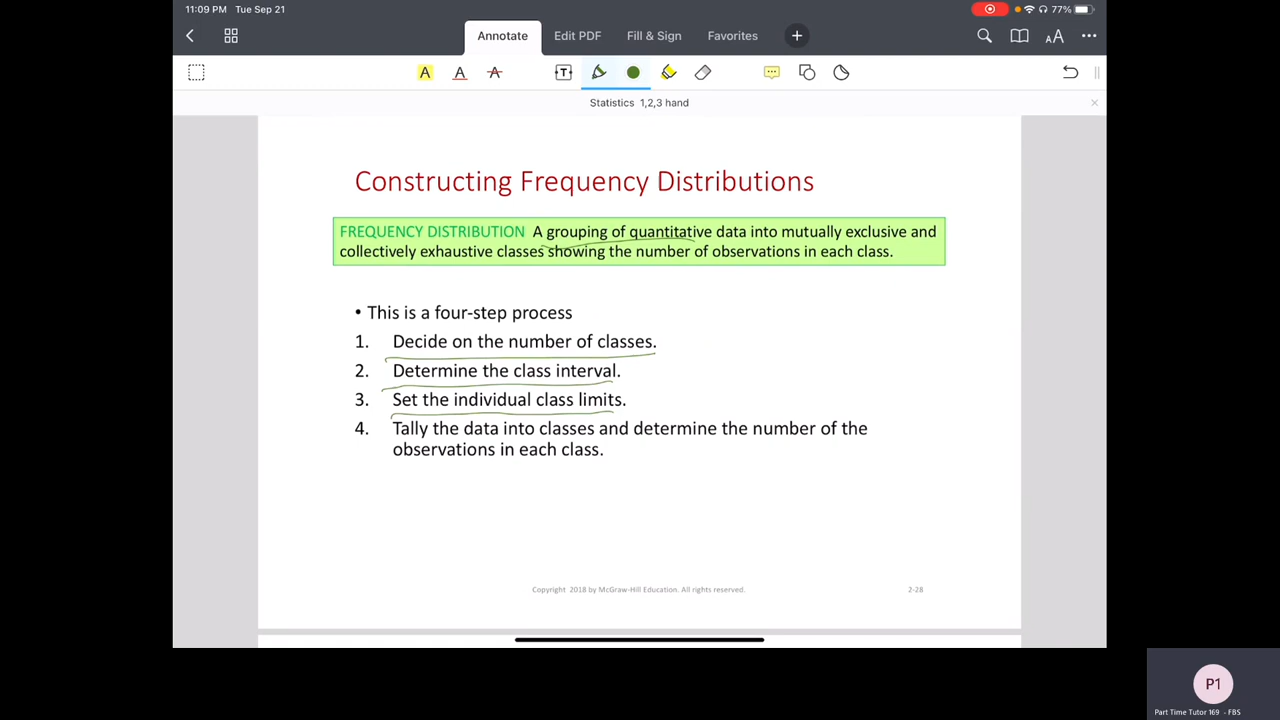 11:09 PM Tue Sep 21
77%
Annotate Edit PDF Fill & Sign Favorites
A A A T AA
Statistics 1,2,3 hand
Constructing Frequency Distributions
FREQUENCY DISTRIBUTION A grouping of quantitative data into mutually exclusive and
collectively exhaustive classes showing the number of observations in each class.
• This is a four-step process
1. Decide on the number of classes.
2. Determine the class interval.
3. Set the individual class limits.
4. Tally the data into classes and determine the number of the
observations in each class.
Copyright 2018 by McGraw-Hill Education. All rights reserved.
2-28
P1
Part Time Tutor 169 - FBS